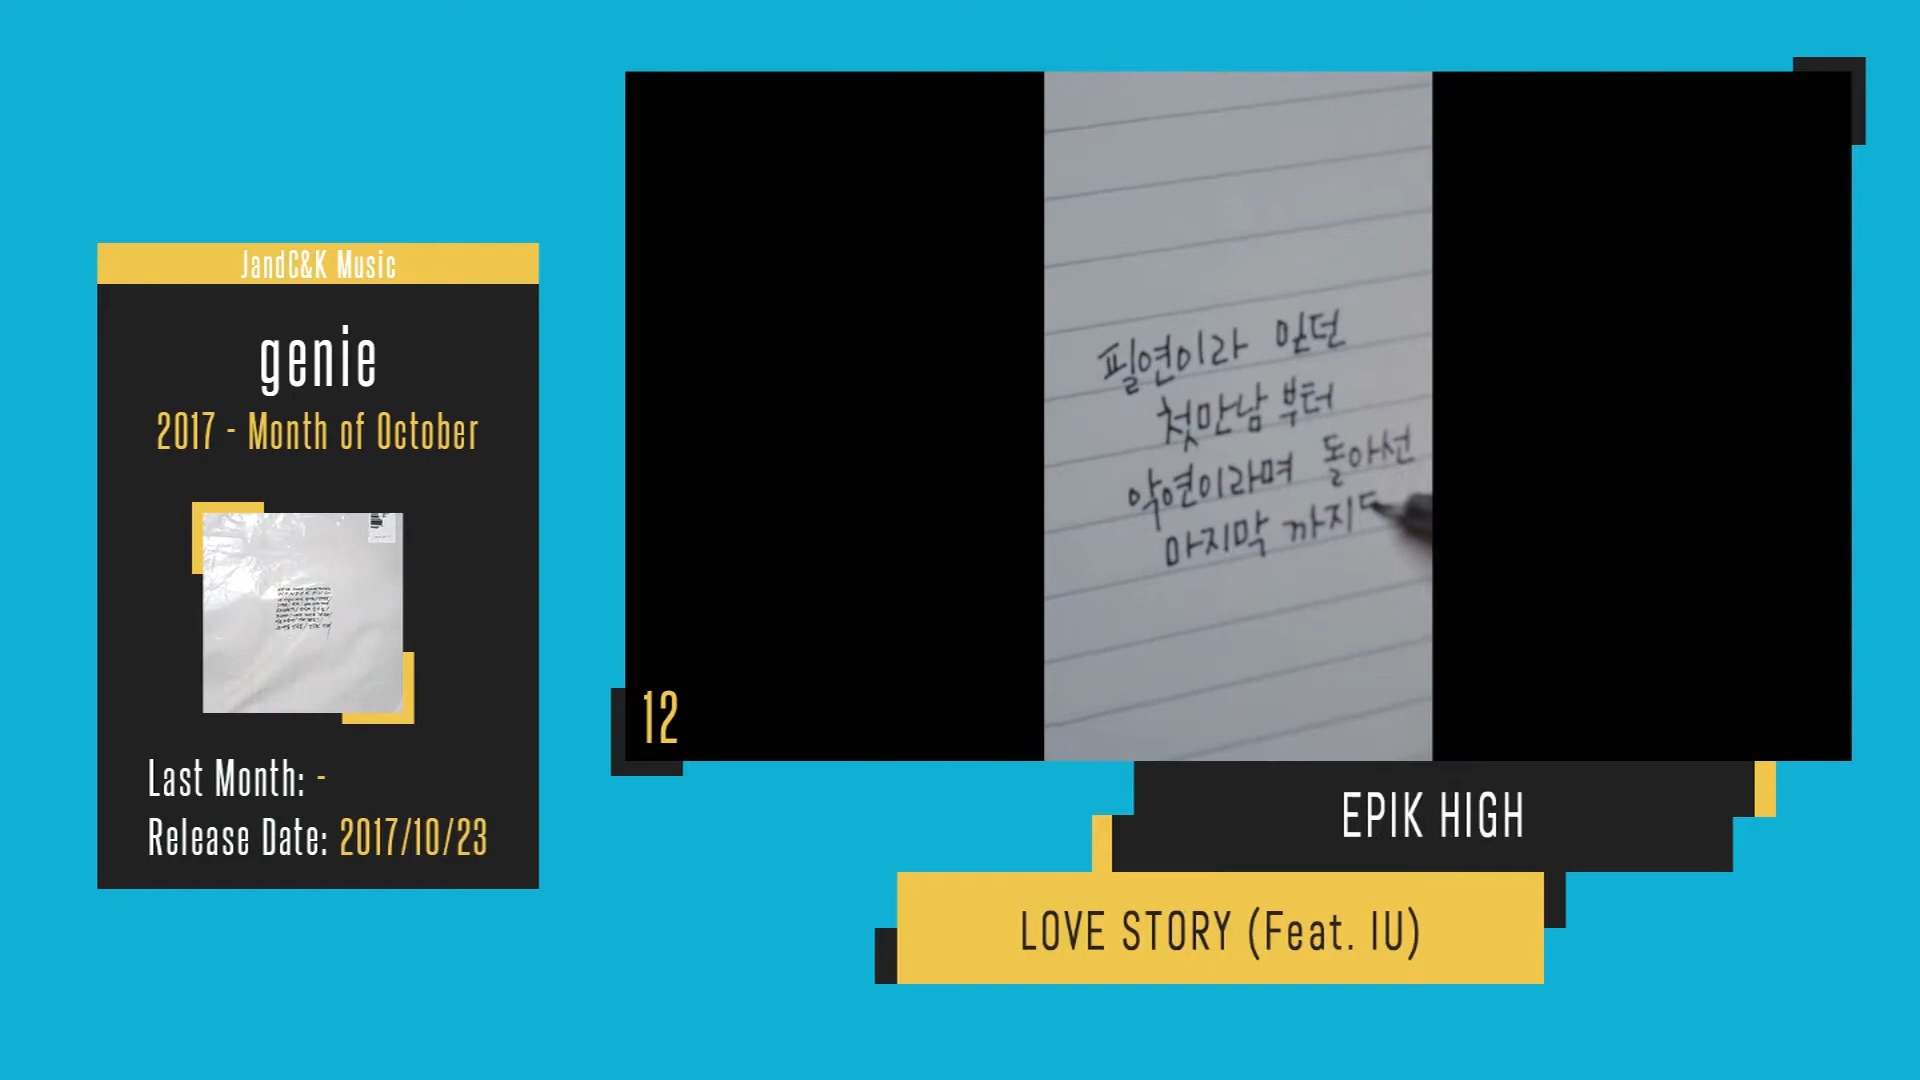 JandC&K Music
genie
2017 - Month of October
Last Month: -
Release Date: 2017/10/23
필연이라 믿던
첫만남 부터
악연이라며 돌아선
마지막 까지
12
EPIK HIGH
LOVE STORY (Feat. IU)